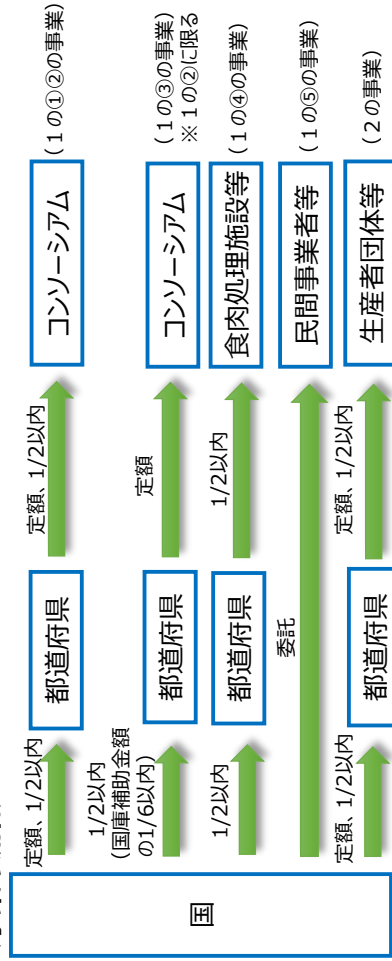 国
定額、1/2以内
都道府県
定額、1/2以内
コンソーシアム
（1の①②の事業）
1/2以内
（国庫補助金額
の1/6以内）
都道府県
定額
コンソーシアム
（1の③の事業）
※1の②に限る
1/2以内
都道府県
1/2以内
食肉処理施設等
（1の④の事業）
委託
民間事業者等
（1の⑤の事業）
定額、1/2以内
都道府県
定額、1/2以内
生産者団体等
（2の事業）